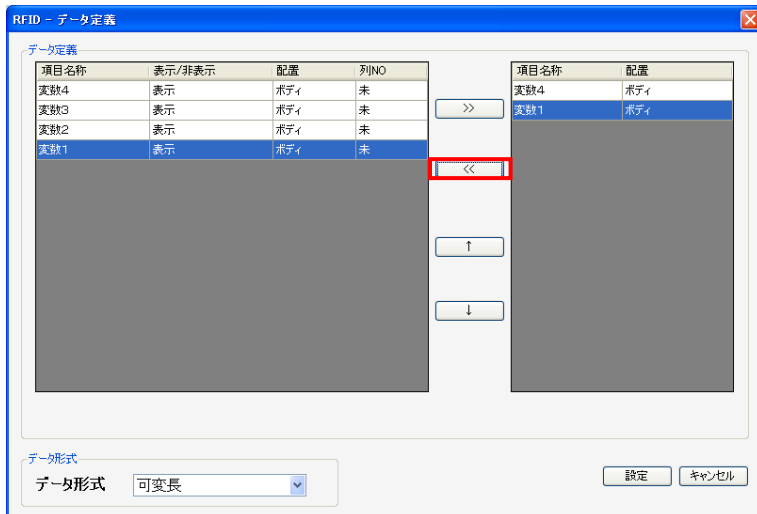 RFID - データ定義
データ定義
項目名称 表示/非表示 配置 列NO
変数4 表示 ボディ 未
変数3 表示 ボディ 未
変数2 表示 ボディ 未
変数1 表示 ボディ 未
>>
<<
↑
↓
項目名称 配置
変数4 ボディ
変数1 ボディ
データ形式
データ形式 可変長
設定 キャンセル